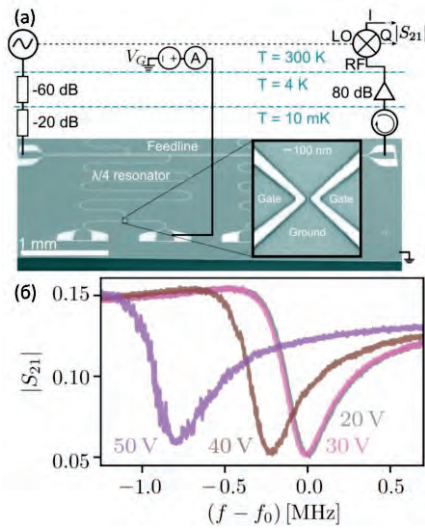 (а)
I
LO
Q
|S₂₁|
RF
V_G
A
T = 300 K
T = 4 K
T = 10 mK
-60 dB
-20 dB
80 dB
Feedline
λ/4 resonator
100 nm
Gate
Gate
Ground
1 mm
(б)
|S₂₁|
0.15
0.10
0.05
50 V
40 V
20 V
30 V
-1.0
-0.5
0.0
0.5
(f − f₀) [MHz]